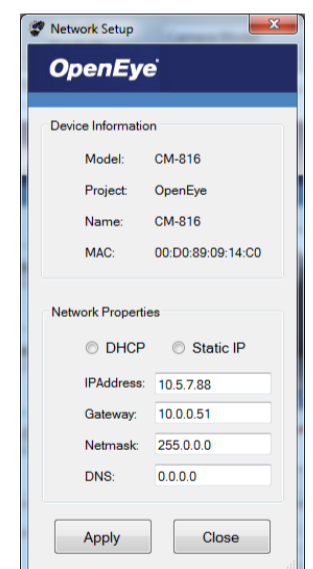 Network Setup
OpenEye
Device Information
Model: CM-816
Project: OpenEye
Name: CM-816
MAC: 00:D0:89:09:14:C0
Network Properties
DHCP Static IP
IPAddress: 10.5.7.88
Gateway: 10.0.0.51
Netmask: 255.0.0.0
DNS: 0.0.0.0
Apply Close